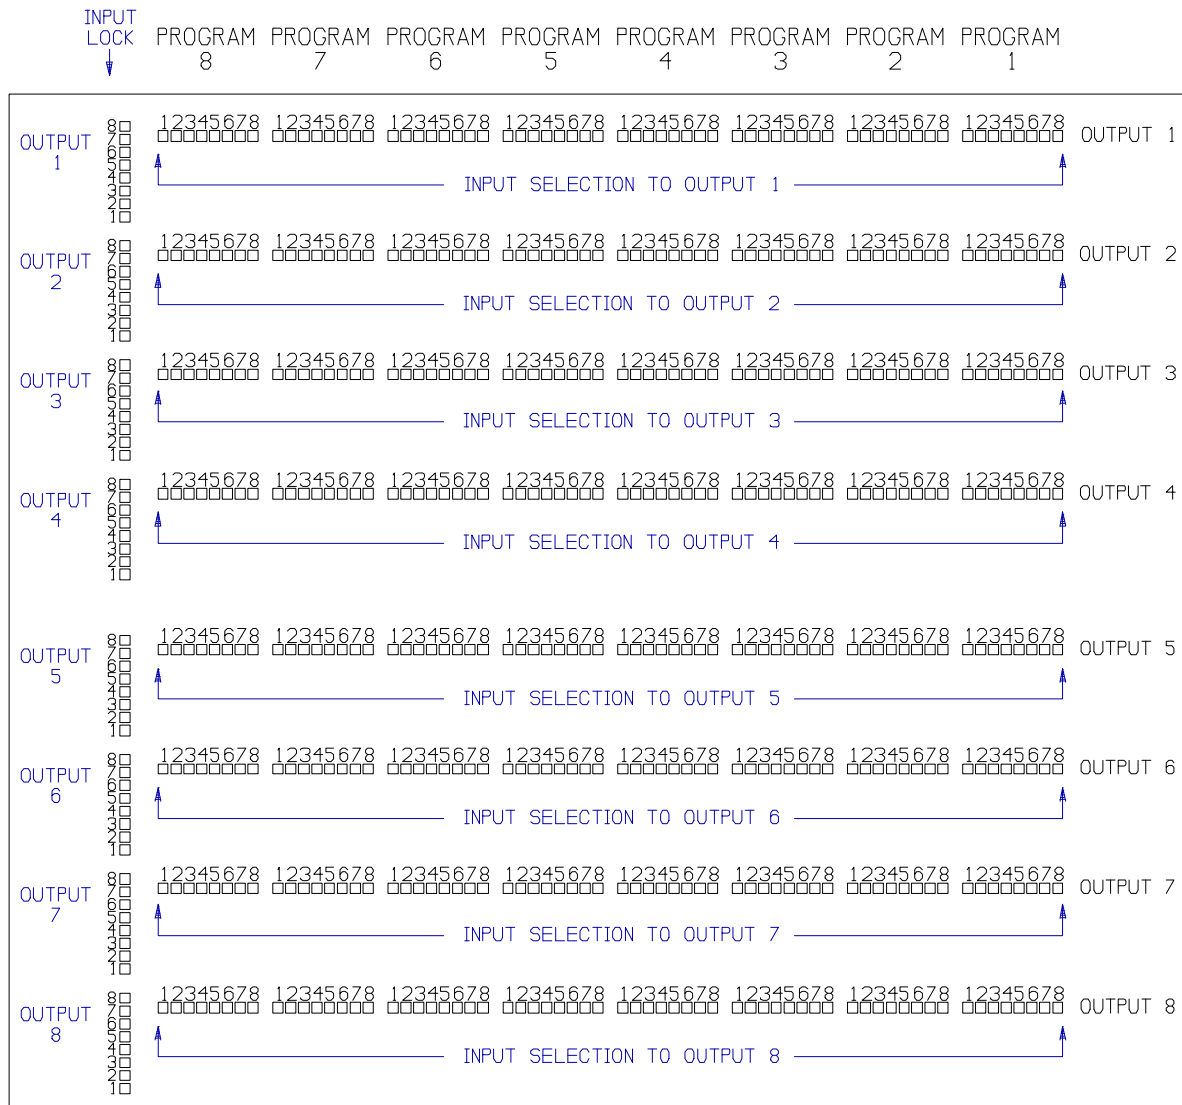 INPUT
LOCK
PROGRAM 8 PROGRAM 7 PROGRAM 6 PROGRAM 5 PROGRAM 4 PROGRAM 3 PROGRAM 2 PROGRAM 1
OUTPUT 1
8
7
6
5
4
3
2
1
12345678 12345678 12345678 12345678 12345678 12345678 12345678 12345678 OUTPUT 1
INPUT SELECTION TO OUTPUT 1
OUTPUT 2
8
7
6
5
4
3
2
1
12345678 12345678 12345678 12345678 12345678 12345678 12345678 12345678 OUTPUT 2
INPUT SELECTION TO OUTPUT 2
OUTPUT 3
8
7
6
5
4
3
2
1
12345678 12345678 12345678 12345678 12345678 12345678 12345678 12345678 OUTPUT 3
INPUT SELECTION TO OUTPUT 3
OUTPUT 4
8
7
6
5
4
3
2
1
12345678 12345678 12345678 12345678 12345678 12345678 12345678 12345678 OUTPUT 4
INPUT SELECTION TO OUTPUT 4
OUTPUT 5
8
7
6
5
4
3
2
1
12345678 12345678 12345678 12345678 12345678 12345678 12345678 12345678 OUTPUT 5
INPUT SELECTION TO OUTPUT 5
OUTPUT 6
8
7
6
5
4
3
2
1
12345678 12345678 12345678 12345678 12345678 12345678 12345678 12345678 OUTPUT 6
INPUT SELECTION TO OUTPUT 6
OUTPUT 7
8
7
6
5
4
3
2
1
12345678 12345678 12345678 12345678 12345678 12345678 12345678 12345678 OUTPUT 7
INPUT SELECTION TO OUTPUT 7
OUTPUT 8
8
7
6
5
4
3
2
1
12345678 12345678 12345678 12345678 12345678 12345678 12345678 12345678 OUTPUT 8
INPUT SELECTION TO OUTPUT 8